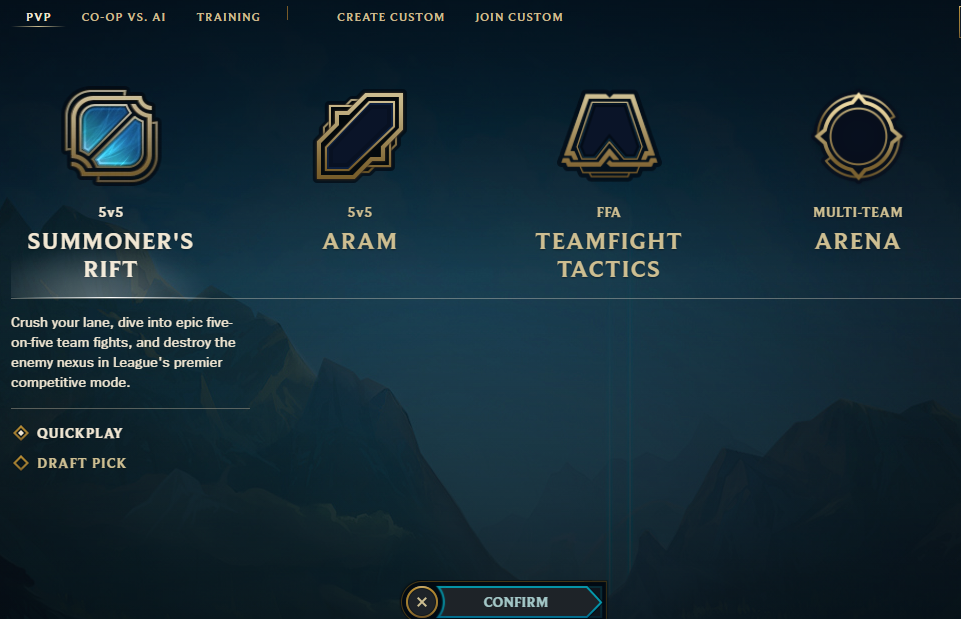 PVP CO-OP VS. AI TRAINING CREATE CUSTOM JOIN CUSTOM
5v5
SUMMONER'S
RIFT
5v5
ARAM
FFA
TEAMFIGHT
TACTICS
MULTI-TEAM
ARENA
Crush your lane, dive into epic five-
on-five team fights, and destroy the
enemy nexus in League's premier
competitive mode.
QUICKPLAY
DRAFT PICK
CONFIRM